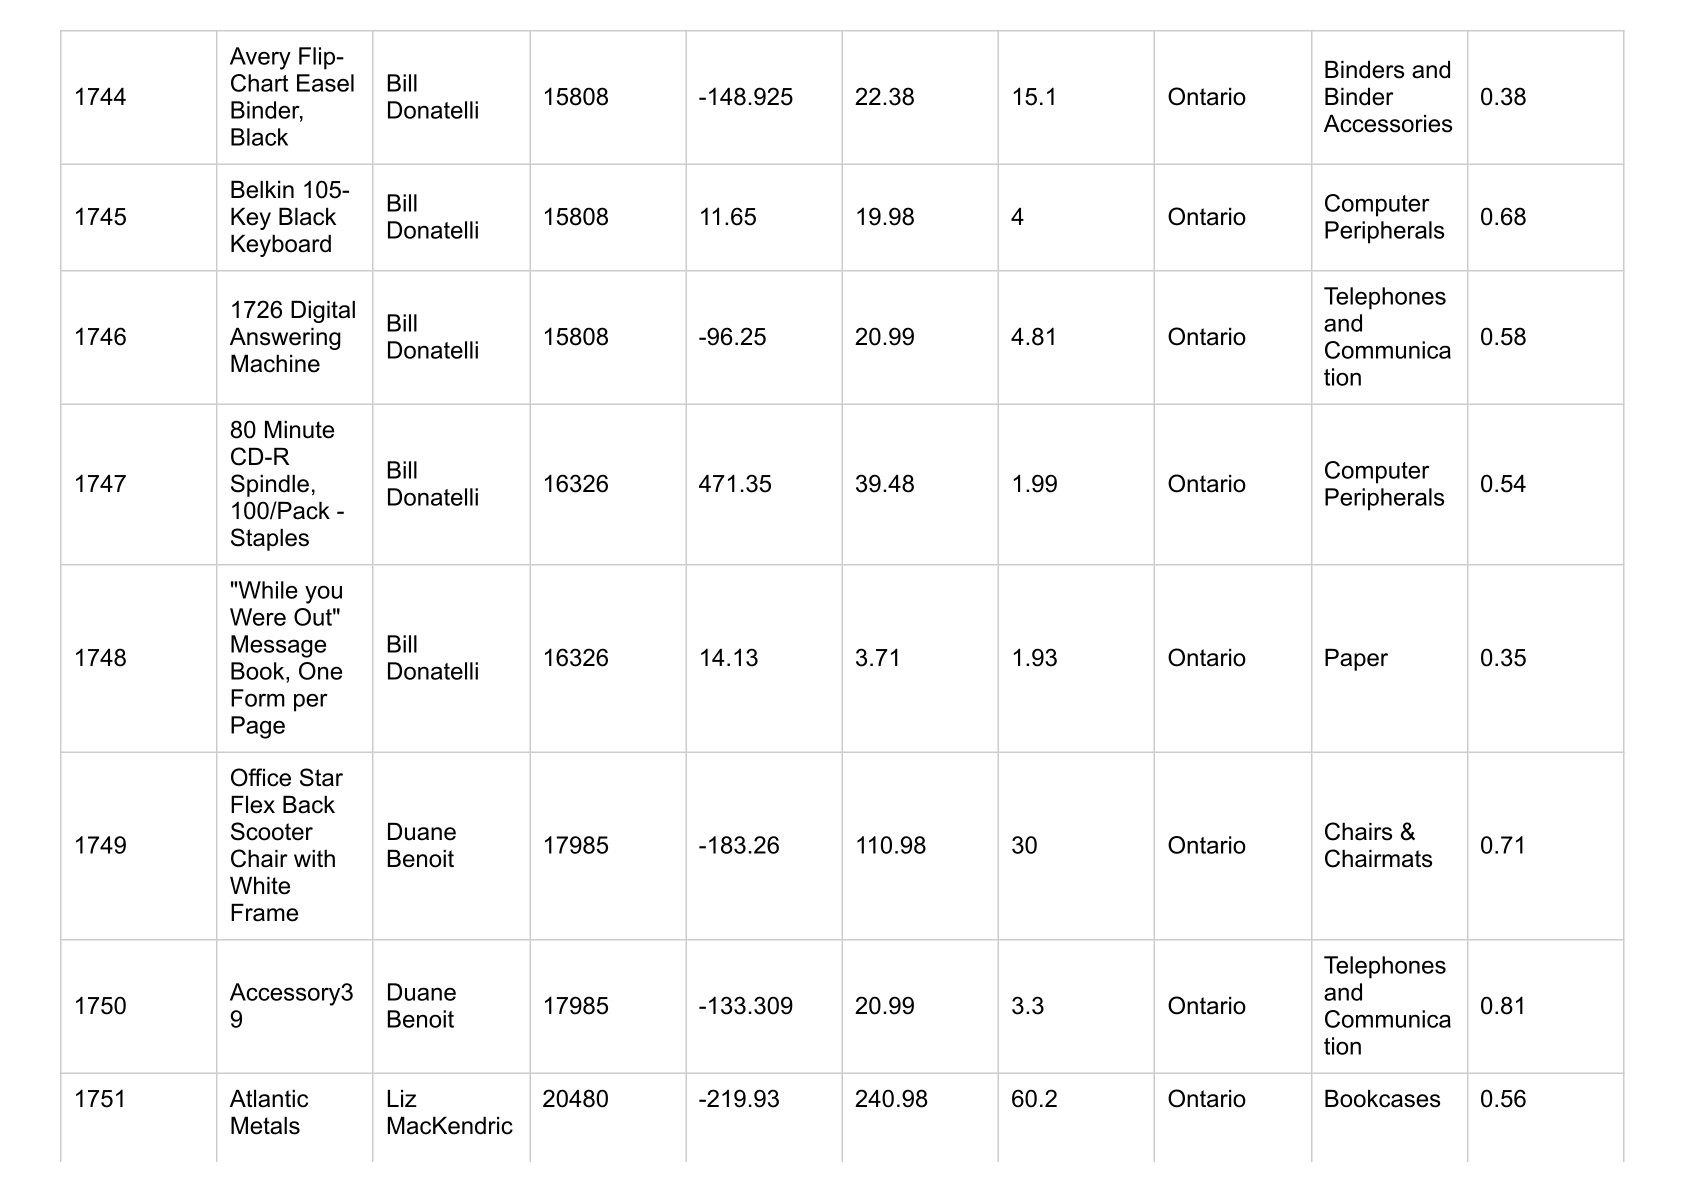 1744
Avery Flip-
Chart Easel
Binder,
Black
Bill
Donatelli
15808
-148.925
22.38
15.1
Ontario
Binders and
Binder
Accessories
0.38
1745
Belkin 105-
Key Black
Keyboard
Bill
Donatelli
15808
11.65
19.98
4
Ontario
Computer
Peripherals
0.68
1746
1726 Digital
Answering
Machine
Bill
Donatelli
15808
-96.25
20.99
4.81
Ontario
Telephones
and
Communica
tion
0.58
1747
80 Minute
CD-R
Spindle,
100/Pack -
Staples
Bill
Donatelli
16326
471.35
39.48
1.99
Ontario
Computer
Peripherals
0.54
1748
"While you
Were Out"
Message
Book, One
Form per
Page
Bill
Donatelli
16326
14.13
3.71
1.93
Ontario
Paper
0.35
1749
Office Star
Flex Back
Scooter
Chair with
White
Frame
Duane
Benoit
17985
-183.26
110.98
30
Ontario
Chairs &
Chairmats
0.71
1750
Accessory3
9
Duane
Benoit
17985
-133.309
20.99
3.3
Ontario
Telephones
and
Communica
tion
0.81
1751
Atlantic
Metals
Liz
MacKendric
20480
-219.93
240.98
60.2
Ontario
Bookcases
0.56